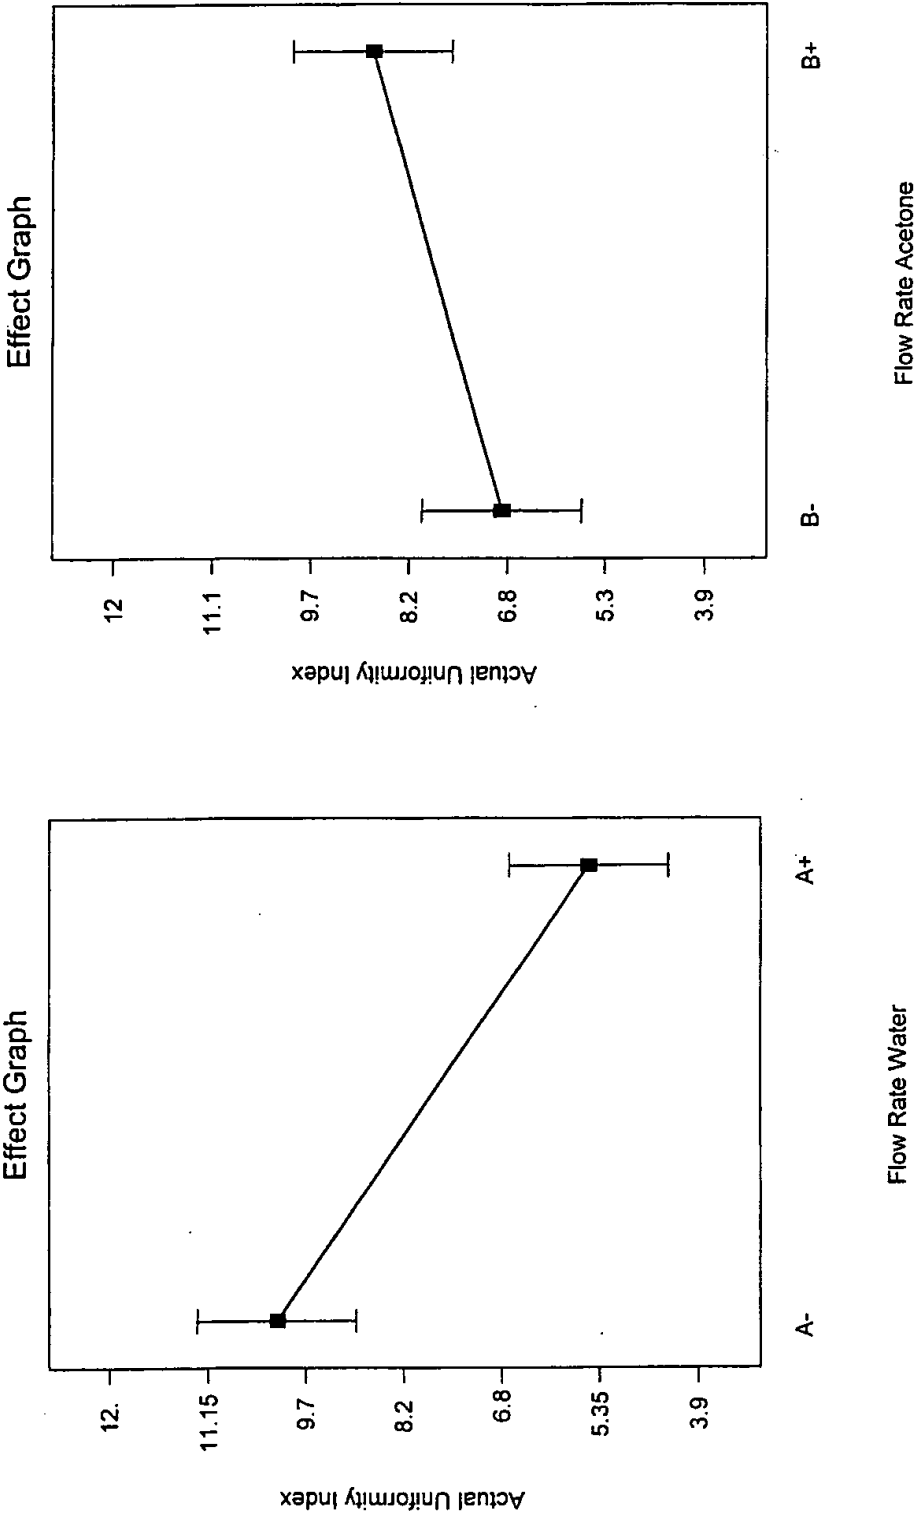 Effect Graph
Actual Uniformity Index
12.
11.15
9.7
8.2
6.8
5.35
3.9
A-
A+
Flow Rate Water
Effect Graph
Actual Uniformity Index
12
11.1
9.7
8.2
6.8
5.3
3.9
B-
B+
Flow Rate Acetone